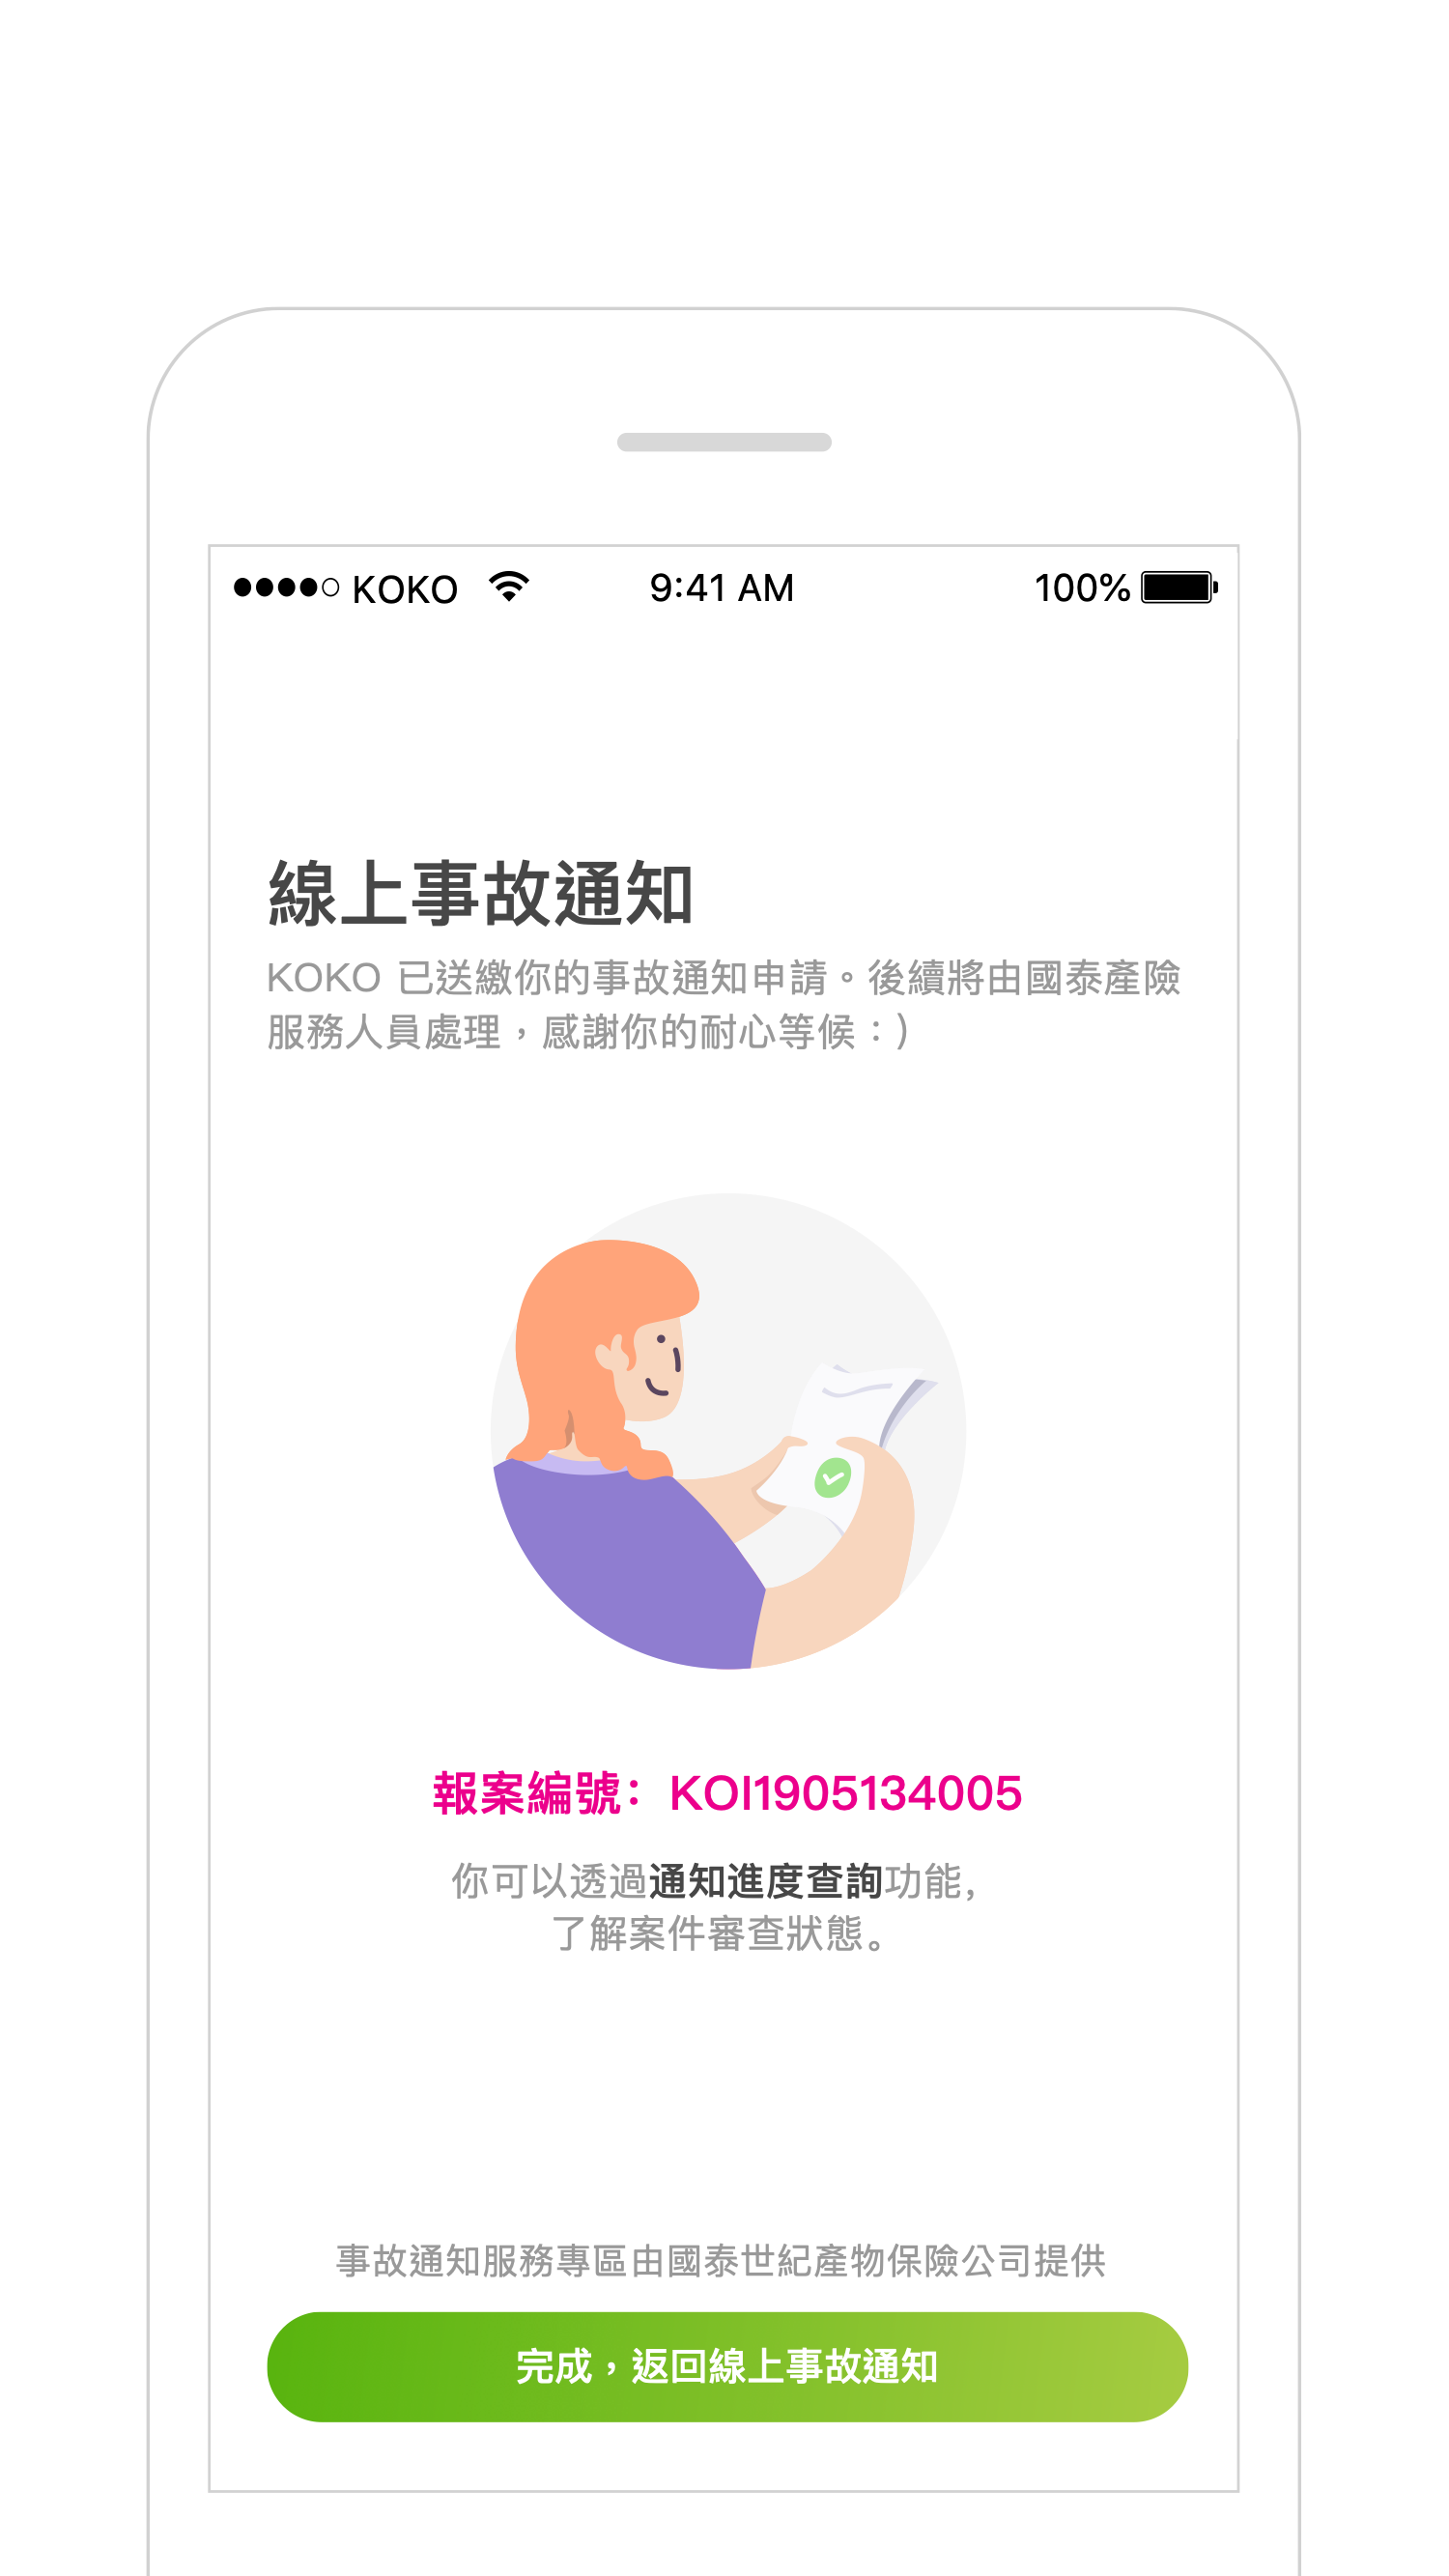 KOKO 9:41 AM 100%
線上事故通知
KOKO 已送繳你的事故通知申請。後續將由國泰產險
服務人員處理，感謝你的耐心等候：)
報案編號：KOI1905134005
你可以透過通知進度查詢功能，
了解案件審查狀態。
事故通知服務專區由國泰世紀產物保險公司提供
完成，返回線上事故通知